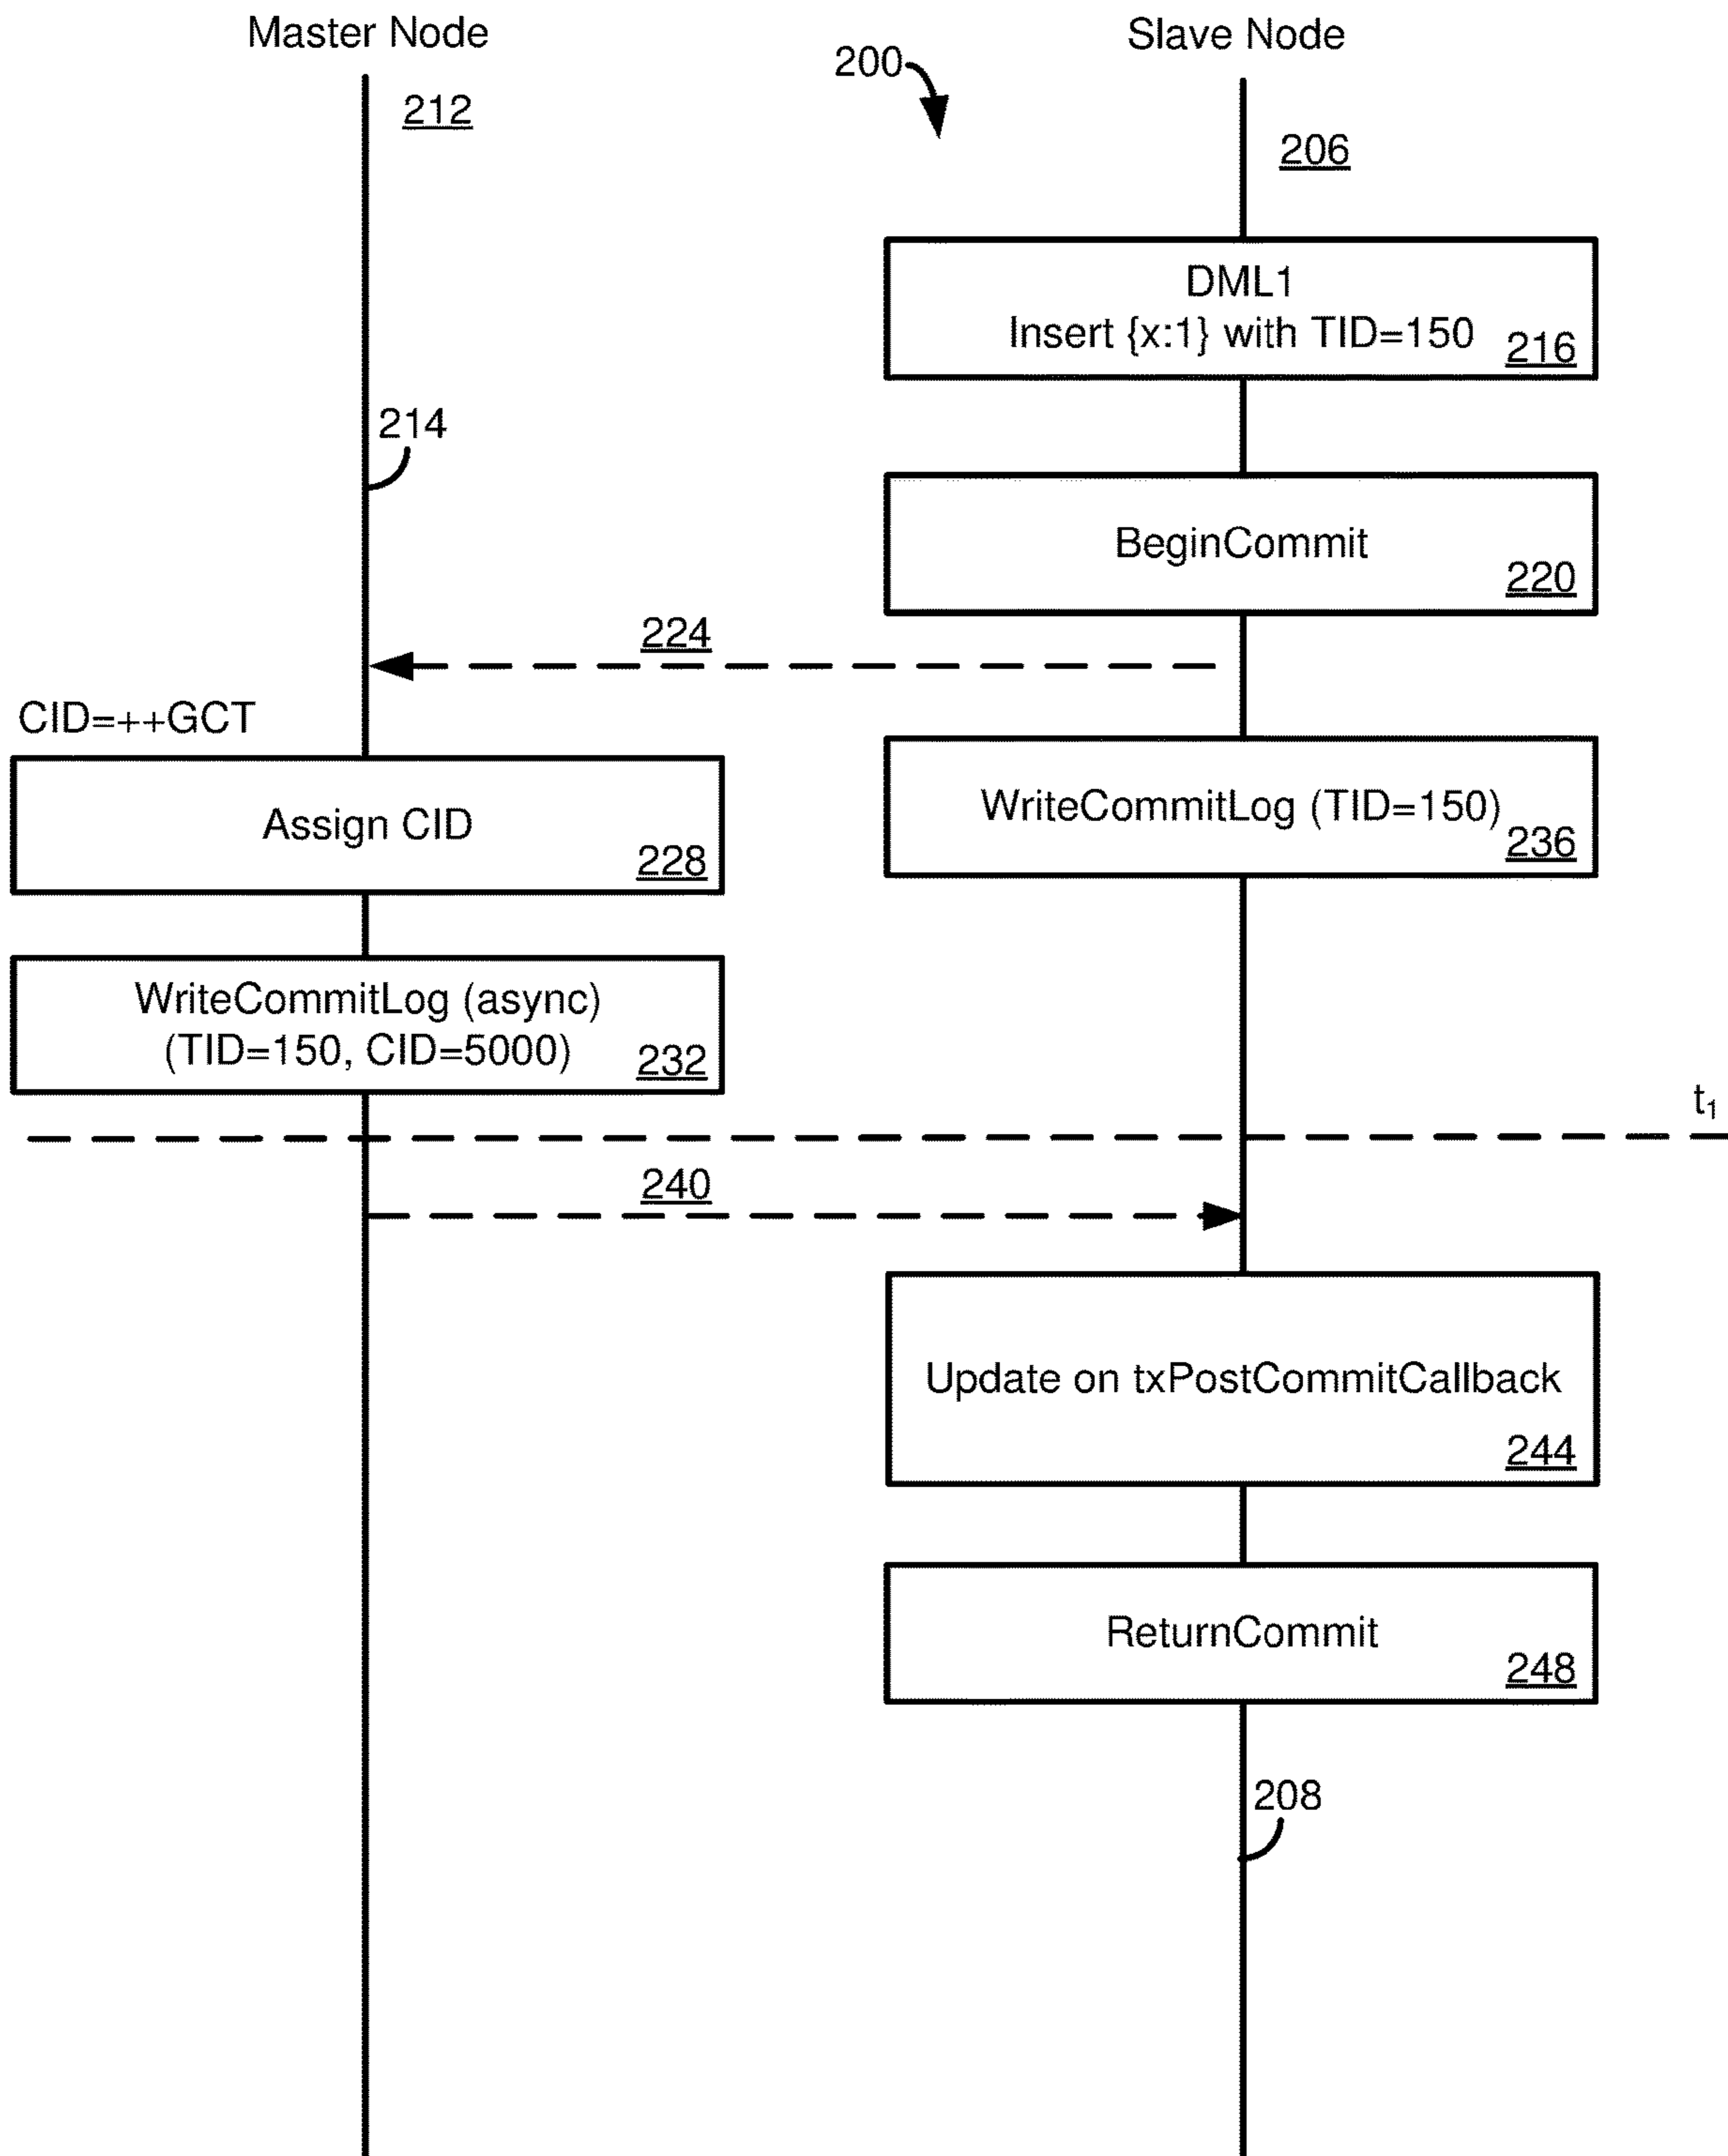 Master Node
Slave Node
200
212
206
DML1
Insert {x:1} with TID=150
216
214
BeginCommit
220
224
CID=++GCT
Assign CID
228
WriteCommitLog (TID=150)
236
WriteCommitLog (async)
(TID=150, CID=5000)
232
t₁
240
Update on txPostCommitCallback
244
ReturnCommit
248
208